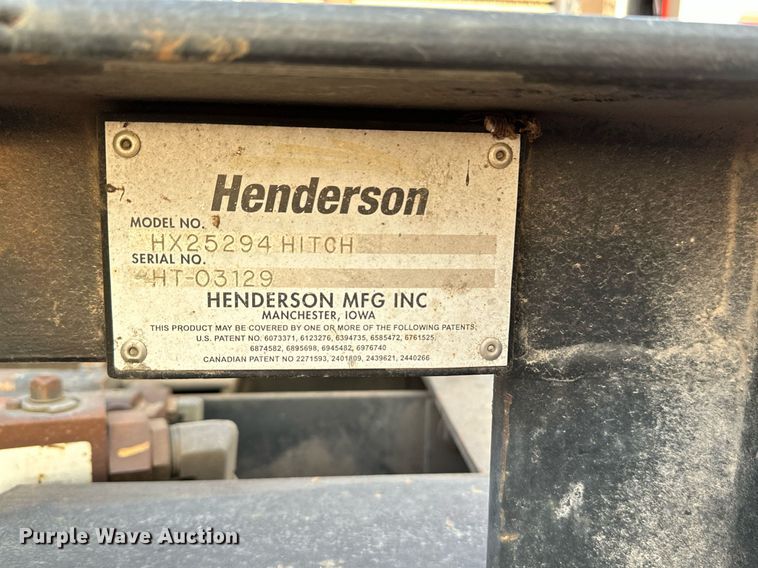 Henderson
MODEL NO.
HX25294 HITCH
SERIAL NO.
HT-03129
HENDERSON MFG INC
MANCHESTER, IOWA
THIS PRODUCT MAY BE COVERED BY ONE OR MORE OF THE FOLLOWING PATENTS:
U.S. PATENT NO. 6073371, 6123276, 6394735, 6585472, 6761525,
6874582, 6895698, 6945482, 6976740
CANADIAN PATENT NO 2271593, 2401809, 2439621, 2440266
Purple Wave Auction